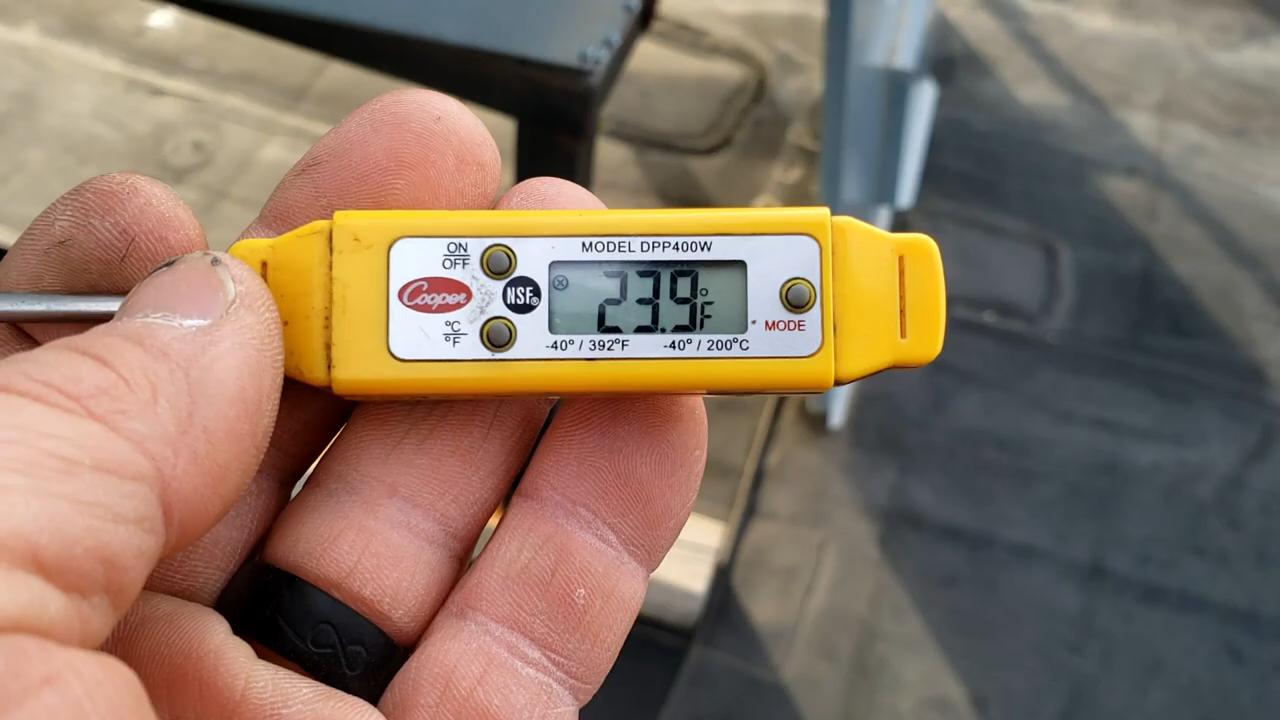 MODEL DPP400W
ON
OFF
Cooper
NSF®
23.9°F
°C
°F
MODE
-40° / 392°F
-40° / 200°C